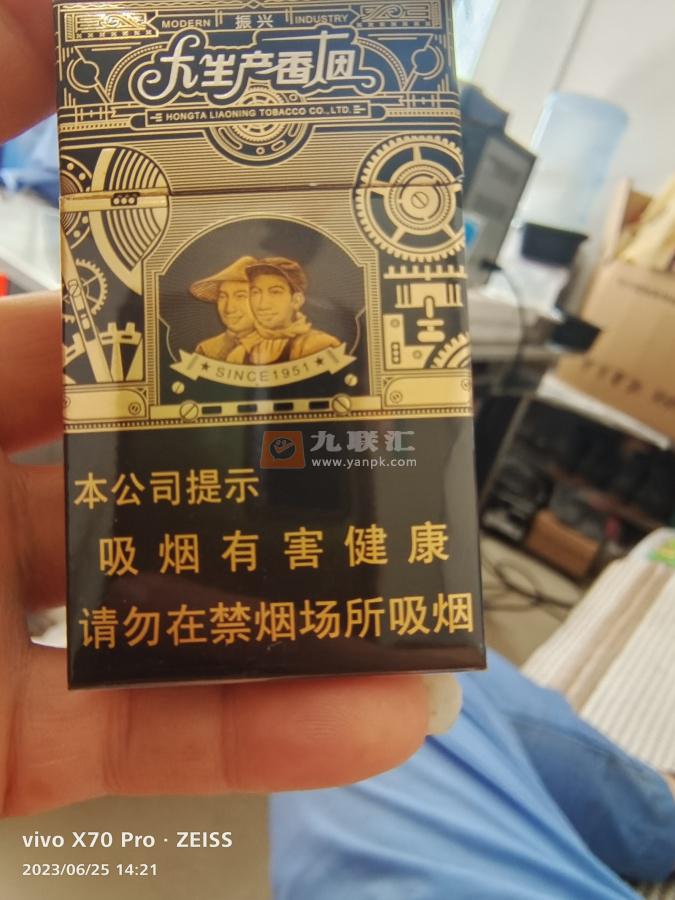 MODERN 振兴 INDUSTRY
大生产香烟
HONGTA LIAONING TOBACCO CO., LTD.
SINCE1951
九联汇
www.yanpk.com
本公司提示
吸烟有害健康
请勿在禁烟场所吸烟
vivo X70 Pro · ZEISS
2023/06/25 14:21